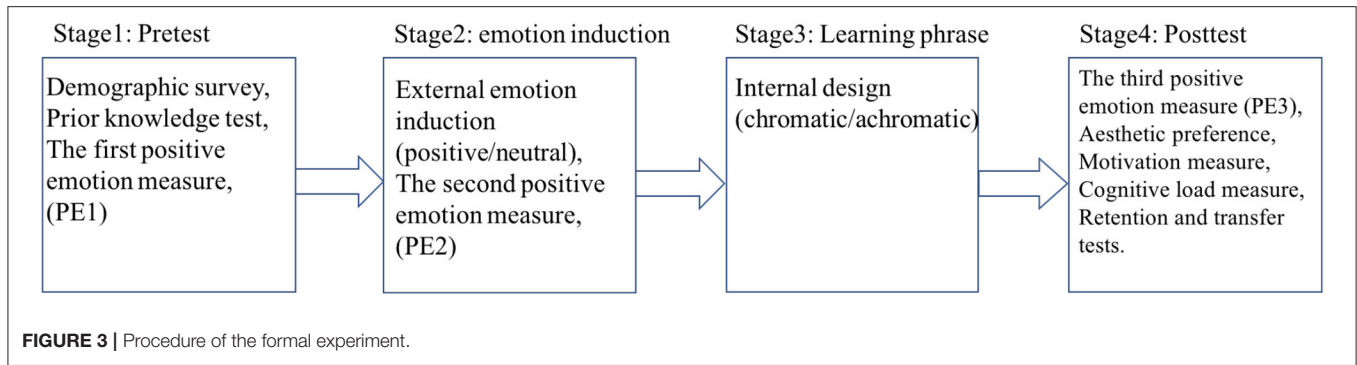 Stage1: Pretest
Demographic survey,
Prior knowledge test,
The first positive
emotion measure,
(PE1)
Stage2: emotion induction
External emotion
induction
(positive/neutral),
The second positive
emotion measure,
(PE2)
Stage3: Learning phrase
Internal design
(chromatic/achromatic)
Stage4: Posttest
The third positive
emotion measure (PE3),
Aesthetic preference,
Motivation measure,
Cognitive load measure,
Retention and transfer
tests.
FIGURE 3 | Procedure of the formal experiment.